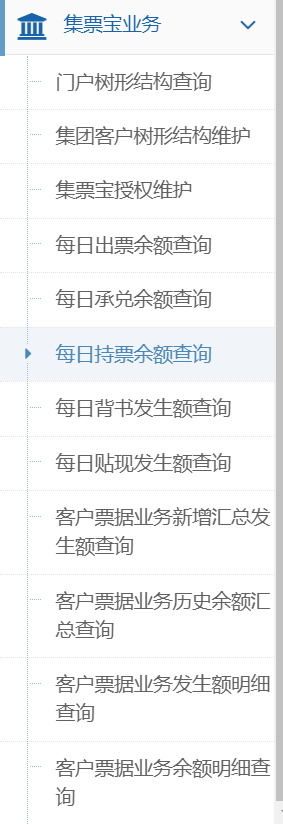 集票宝业务
门户树形结构查询
集团客户树形结构维护
集票宝授权维护
每日出票余额查询
每日承兑余额查询
每日持票余额查询
每日背书发生额查询
每日贴现发生额查询
客户票据业务新增汇总发
生额查询
客户票据业务历史余额汇
总查询
客户票据业务发生额明细
查询
客户票据业务余额明细查
询